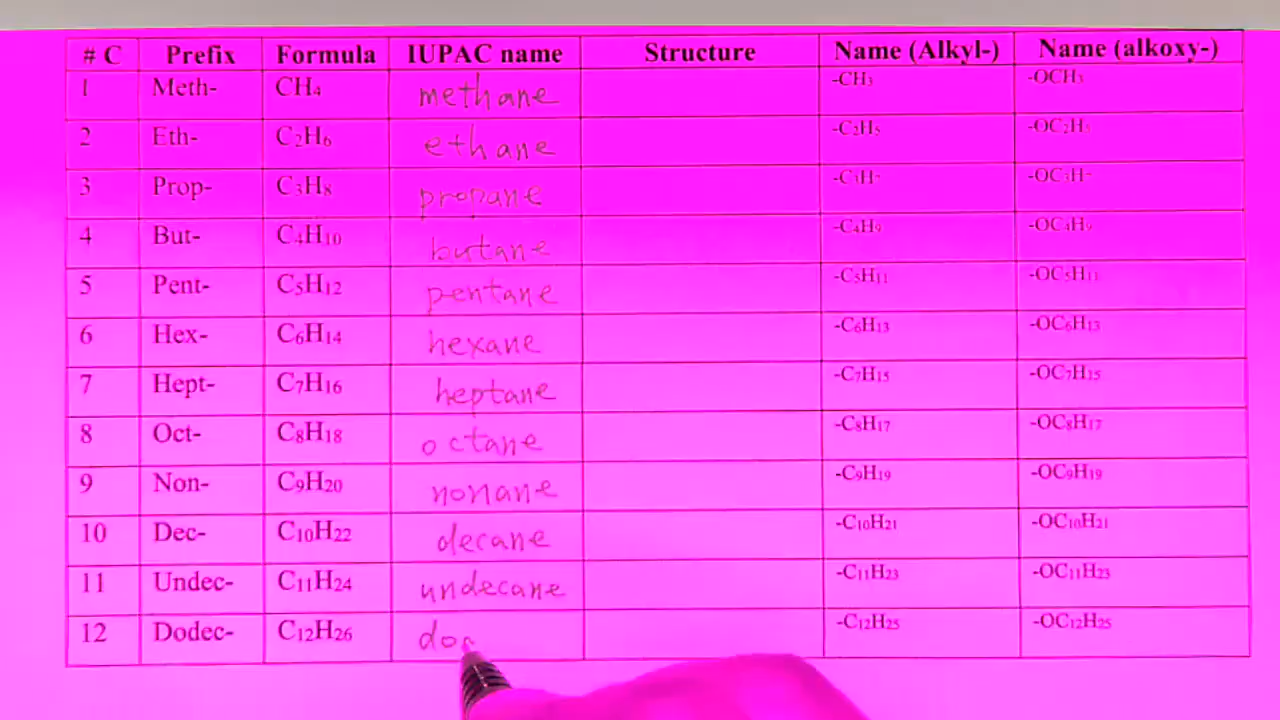 # C Prefix Formula IUPAC name Structure Name (Alkyl-) Name (alkoxy-)
1 Meth- CH4 methane -CH3 -OCH3
2 Eth- C2H6 ethane -C2H5 -OC2H5
3 Prop- C3H8 propane -C3H7 -OC3H7
4 But- C4H10 butane -C4H9 -OC4H9
5 Pent- C5H12 pentane -C5H11 -OC5H11
6 Hex- C6H14 hexane -C6H13 -OC6H13
7 Hept- C7H16 heptane -C7H15 -OC7H15
8 Oct- C8H18 octane -C8H17 -OC8H17
9 Non- C9H20 nonane -C9H19 -OC9H19
10 Dec- C10H22 decane -C10H21 -OC10H21
11 Undec- C11H24 undecane -C11H23 -OC11H23
12 Dodec- C12H26 -C12H25 -OC12H25